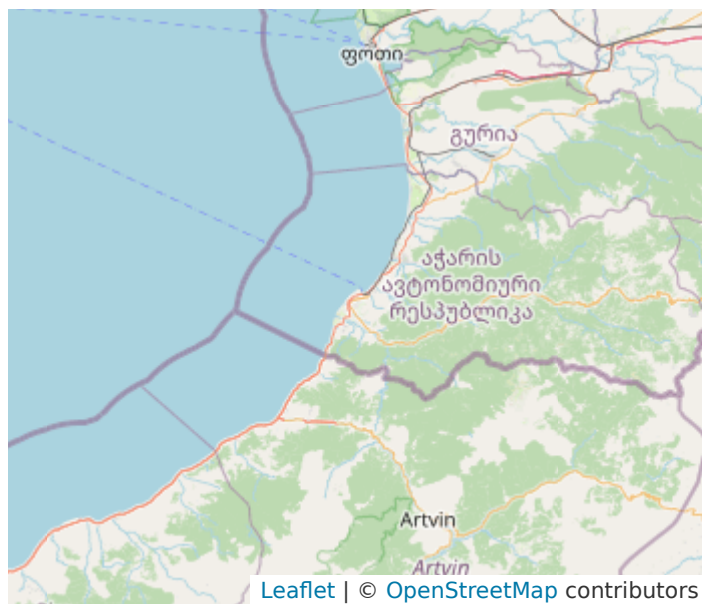 ფოთი
გურია
აჭარის
ავტონომიური
რესპუბლიკა
Artvin
Artvin
Leaflet | © OpenStreetMap contributors